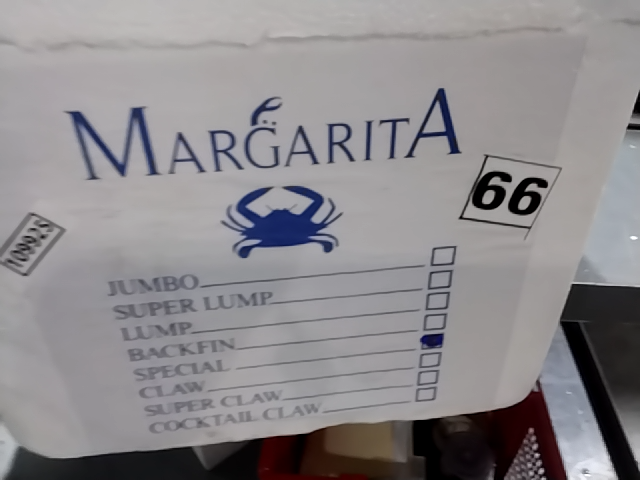 MARGARITA
66
109925
JUMBO
SUPER LUMP
LUMP
BACKFIN
SPECIAL
CLAW
SUPER CLAW
COCKTAIL CLAW